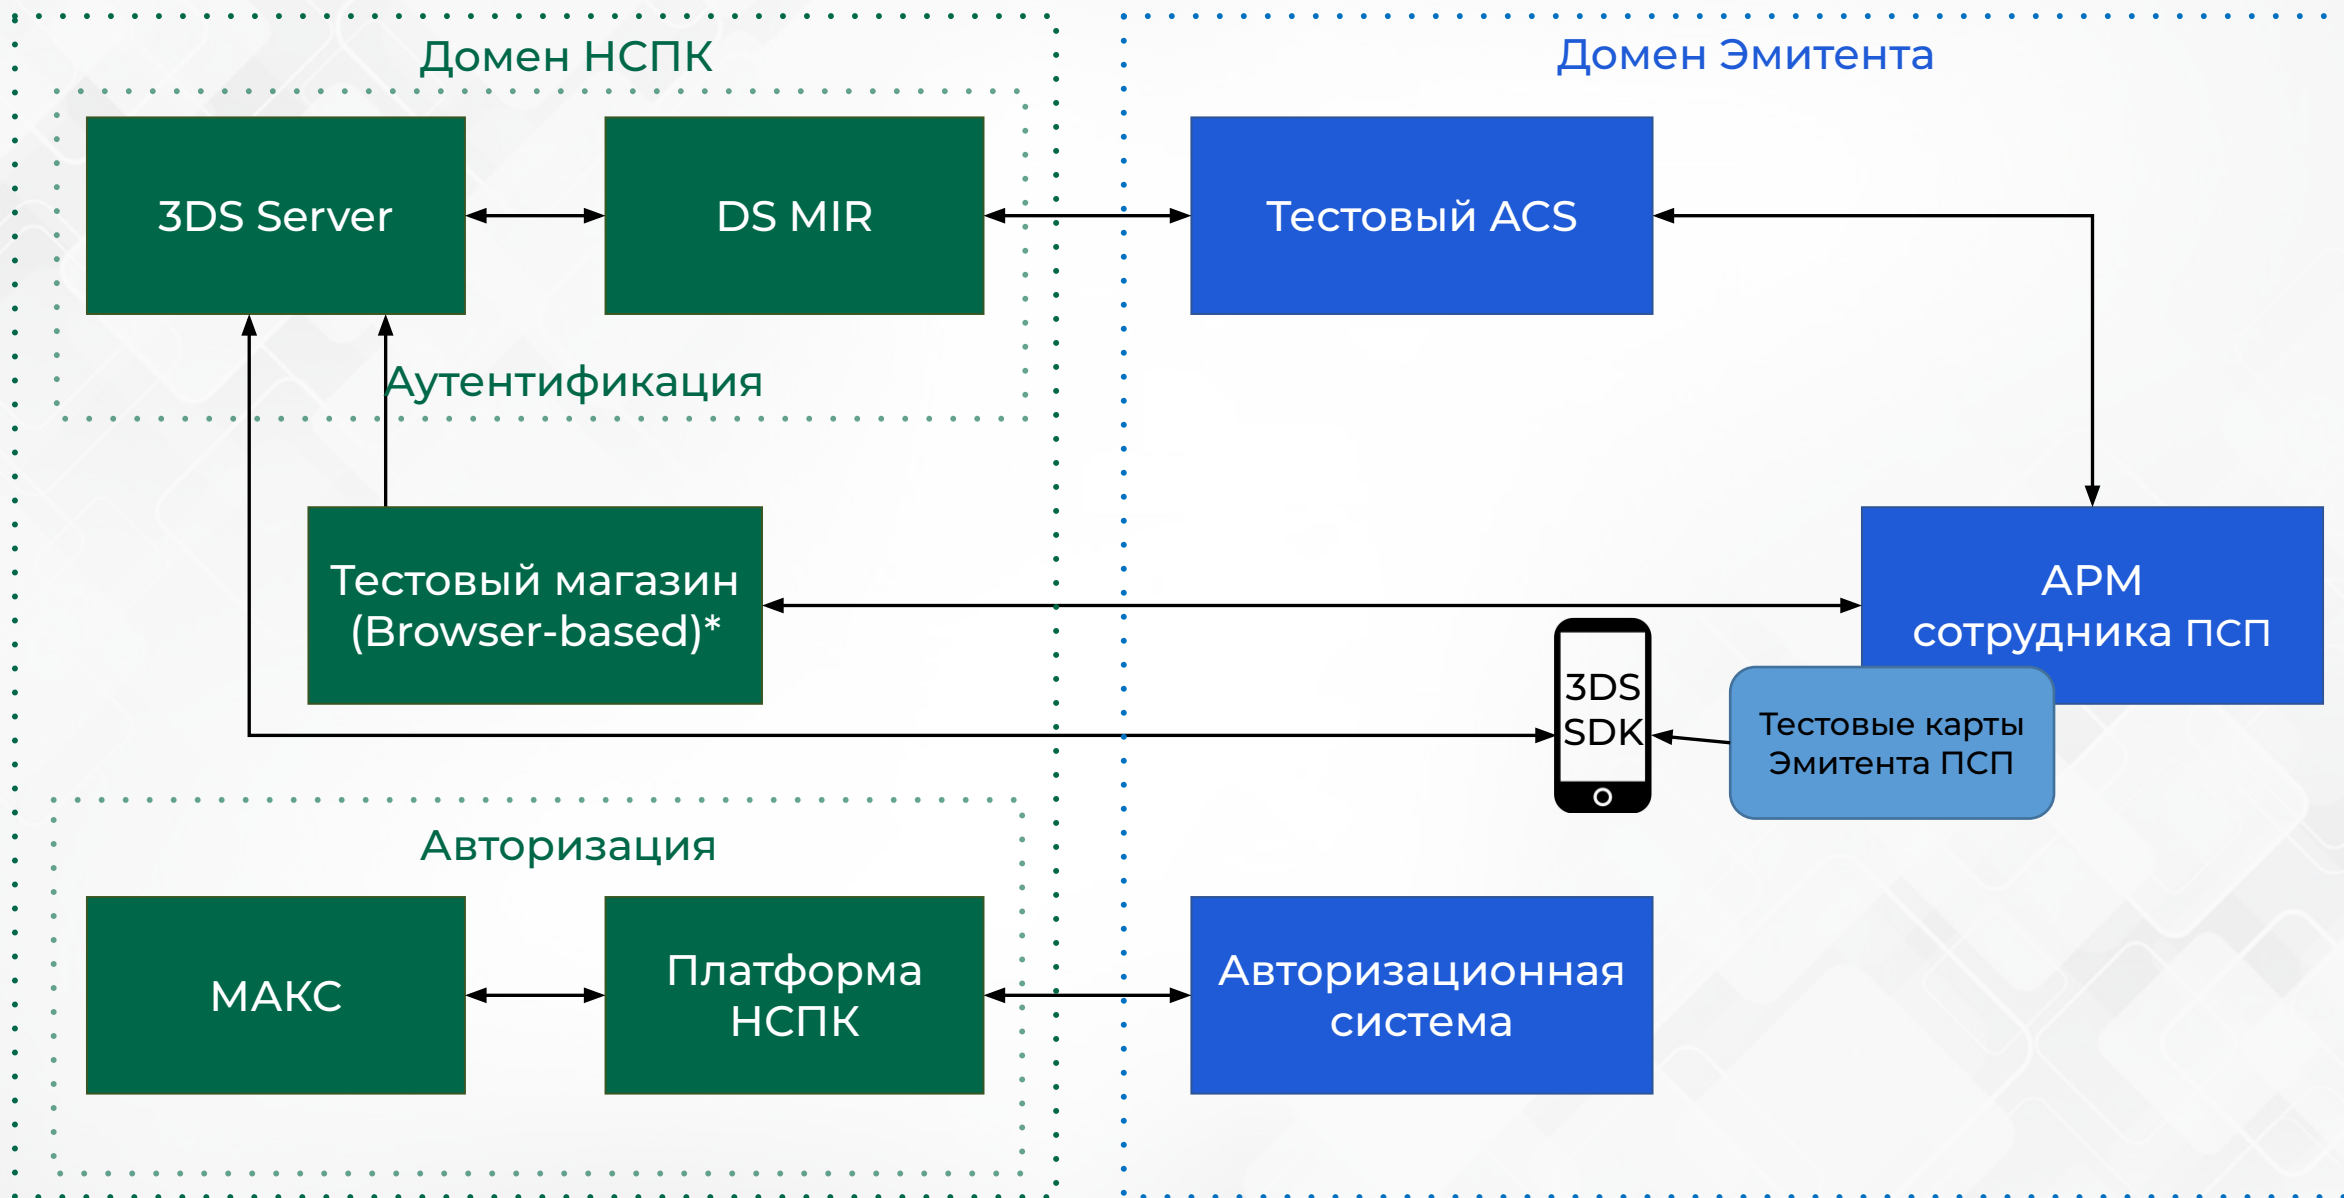 Домен НСПК
Домен Эмитента
3DS Server
DS MIR
Тестовый ACS
Аутентификация
Тестовый магазин
(Browser-based)*
АРМ
сотрудника ПСП
3DS
SDK
Тестовые карты
Эмитента ПСП
Авторизация
МАКС
Платформа
НСПК
Авторизационная
система